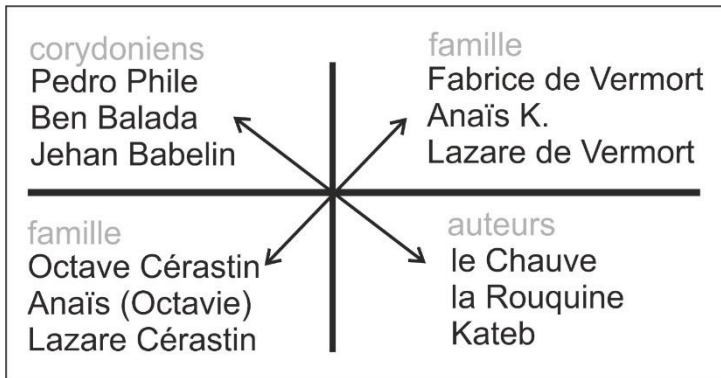 corydoniens
Pedro Phile
Ben Balada
Jehan Babelin
famille
Fabrice de Vermort
Anaïs K.
Lazare de Vermort
famille
Octave Cérastin
Anaïs (Octavie)
Lazare Cérastin
auteurs
le Chauve
la Rouquine
Kateb